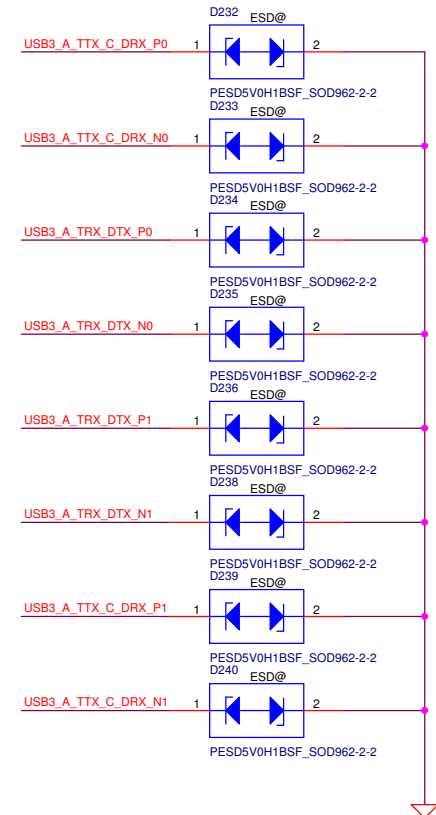 D232
ESD@
USB3_A_TTX_C_DRX_P0 1 2
PESD5V0H1BSF_SOD962-2-2
D233
ESD@
USB3_A_TTX_C_DRX_N0 1 2
PESD5V0H1BSF_SOD962-2-2
D234
ESD@
USB3_A_TRX_DTX_P0 1 2
PESD5V0H1BSF_SOD962-2-2
D235
ESD@
USB3_A_TRX_DTX_N0 1 2
PESD5V0H1BSF_SOD962-2-2
D236
ESD@
USB3_A_TRX_DTX_P1 1 2
PESD5V0H1BSF_SOD962-2-2
D238
ESD@
USB3_A_TRX_DTX_N1 1 2
PESD5V0H1BSF_SOD962-2-2
D239
ESD@
USB3_A_TTX_C_DRX_P1 1 2
PESD5V0H1BSF_SOD962-2-2
D240
ESD@
USB3_A_TTX_C_DRX_N1 1 2
PESD5V0H1BSF_SOD962-2-2